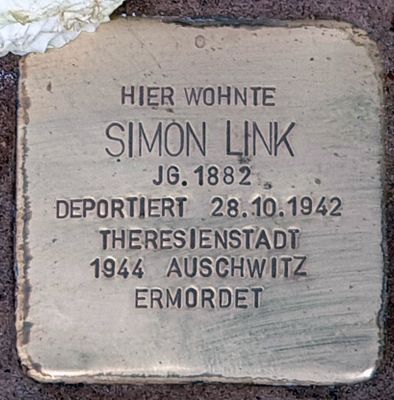 HIER WOHNTE
SIMON LINK
JG. 1882
DEPORTIERT 28.10.1942
THERESIENSTADT
1944 AUSCHWITZ
ERMORDET